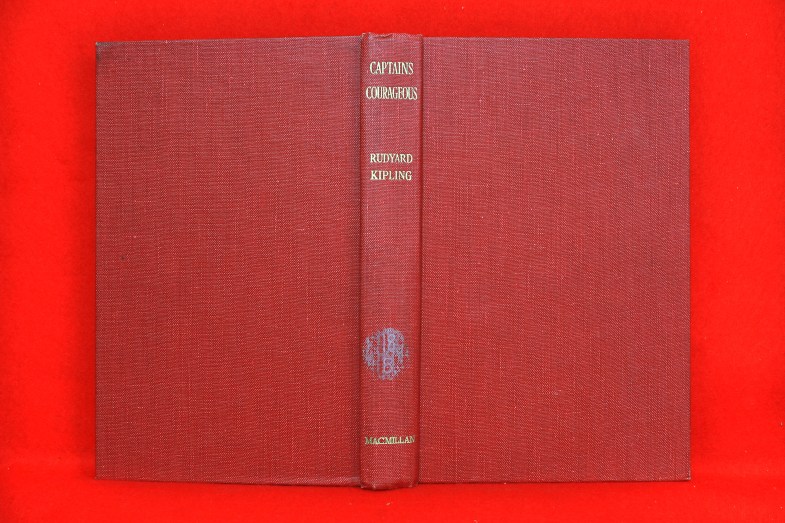 CAPTAINS
COURAGEOUS
RUDYARD
KIPLING
MACMILLAN